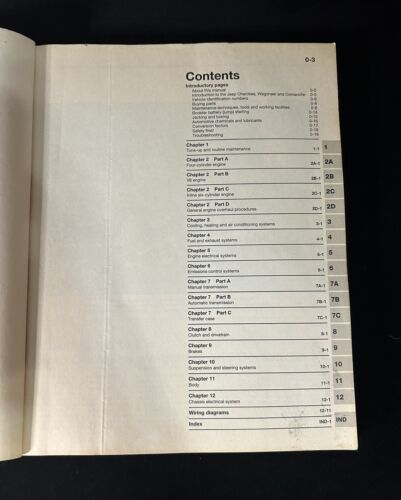 0-3
Contents
Introductory pages
About this manual 0-5
Introduction to the Jeep Cherokee, Wagoneer and Comanche 0-5
Vehicle identification numbers
Buying parts
Maintenance techniques, tools and working facilities
Booster battery (jump) starting
Jacking and towing
Automotive chemicals and lubricants
Conversion factors
Safety first!
Troubleshooting
Chapter 1
Tune-up and routine maintenance 1-1 1
Chapter 2 Part A
Four-cylinder engine 2A-1 2A
Chapter 2 Part B
V6 engine 2B-1 2B
Chapter 2 Part C
Inline six-cylinder engine 2C-1 2C
Chapter 2 Part D
General engine overhaul procedures 2D-1 2D
Chapter 3
Cooling, heating and air conditioning systems 3-1 3
Chapter 4
Fuel and exhaust systems 4-1 4
Chapter 5
Engine electrical systems 5-1 5
Chapter 6
Emissions control systems 6-1 6
Chapter 7 Part A
Manual transmission 7A-1 7A
Chapter 7 Part B
Automatic transmission 7B-1 7B
Chapter 7 Part C
Transfer case 7C-1 7C
Chapter 8
Clutch and drivetrain 8-1 8
Chapter 9
Brakes 9-1 9
Chapter 10
Suspension and steering systems 10-1 10
Chapter 11
Body 11-1 11
Chapter 12
Chassis electrical system 12-1 12
Wiring diagrams 12-11
Index IND-1 IND